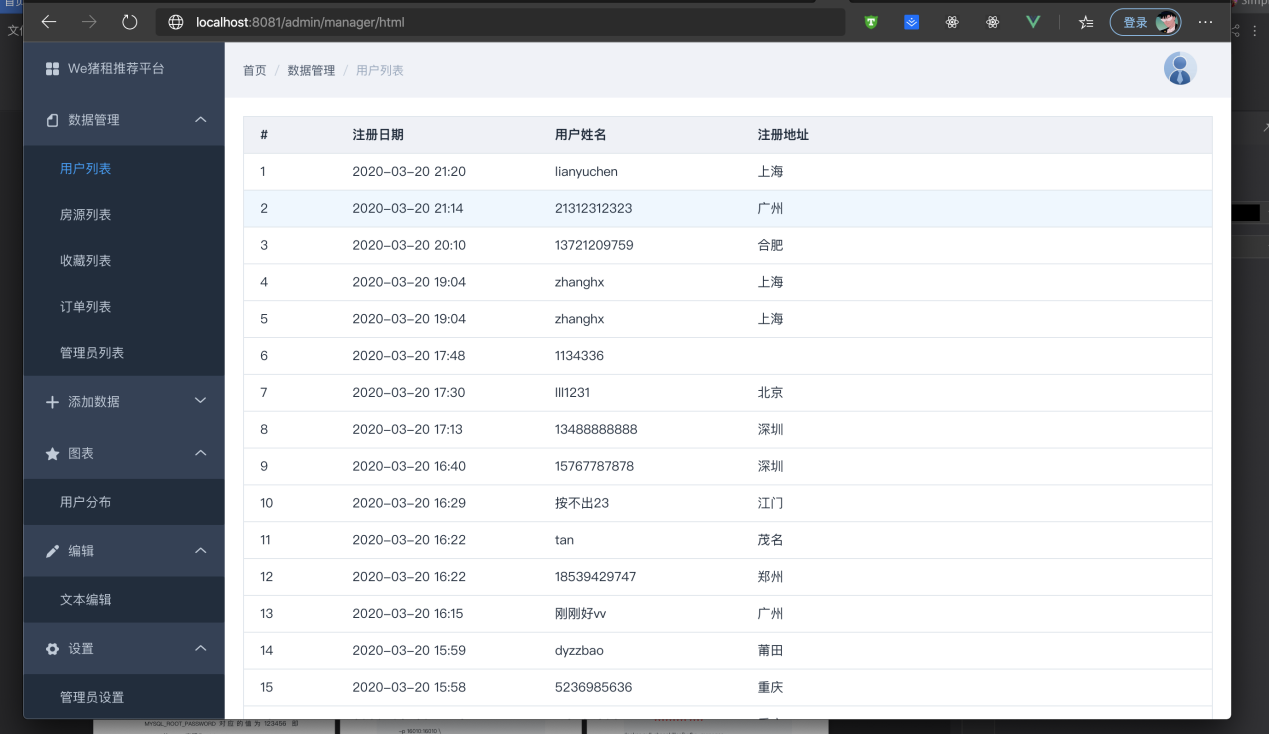 localhost:8081/admin/manager/html
登录
We猪租推荐平台
数据管理
用户列表
房源列表
收藏列表
订单列表
管理员列表
添加数据
图表
用户分布
编辑
文本编辑
设置
管理员设置
首页 / 数据管理 / 用户列表
# 注册日期 用户姓名 注册地址
1 2020-03-20 21:20 lianyuchen 上海
2 2020-03-20 21:14 21312312323 广州
3 2020-03-20 20:10 13721209759 合肥
4 2020-03-20 19:04 zhanghx 上海
5 2020-03-20 19:04 zhanghx 上海
6 2020-03-20 17:48 1134336
7 2020-03-20 17:30 lll1231 北京
8 2020-03-20 17:13 13488888888 深圳
9 2020-03-20 16:40 15767787878 深圳
10 2020-03-20 16:29 按不出23 江门
11 2020-03-20 16:22 tan 茂名
12 2020-03-20 16:22 18539429747 郑州
13 2020-03-20 16:15 刚刚好vv 广州
14 2020-03-20 15:59 dyzzbao 莆田
15 2020-03-20 15:58 5236985636 重庆
MYSQL_ROOT_PASSWORD 对应的值为 123456 即